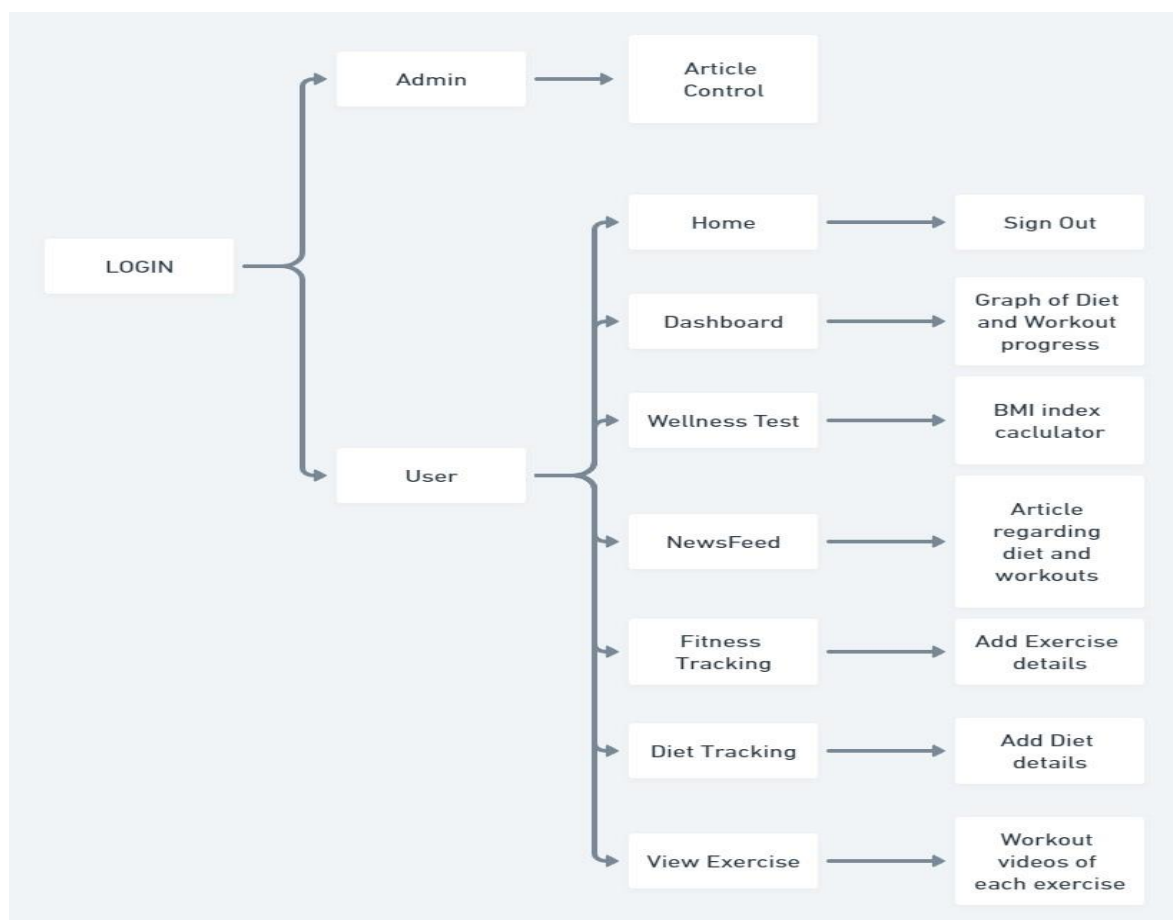 Admin
Article
Control
LOGIN
User
Home
Sign Out
Dashboard
Graph of Diet
and Workout
progress
Wellness Test
BMI index
caclulator
NewsFeed
Article
regarding
diet and
workouts
Fitness
Tracking
Add Exercise
details
Diet Tracking
Add Diet
details
View Exercise
Workout
videos of
each exercise